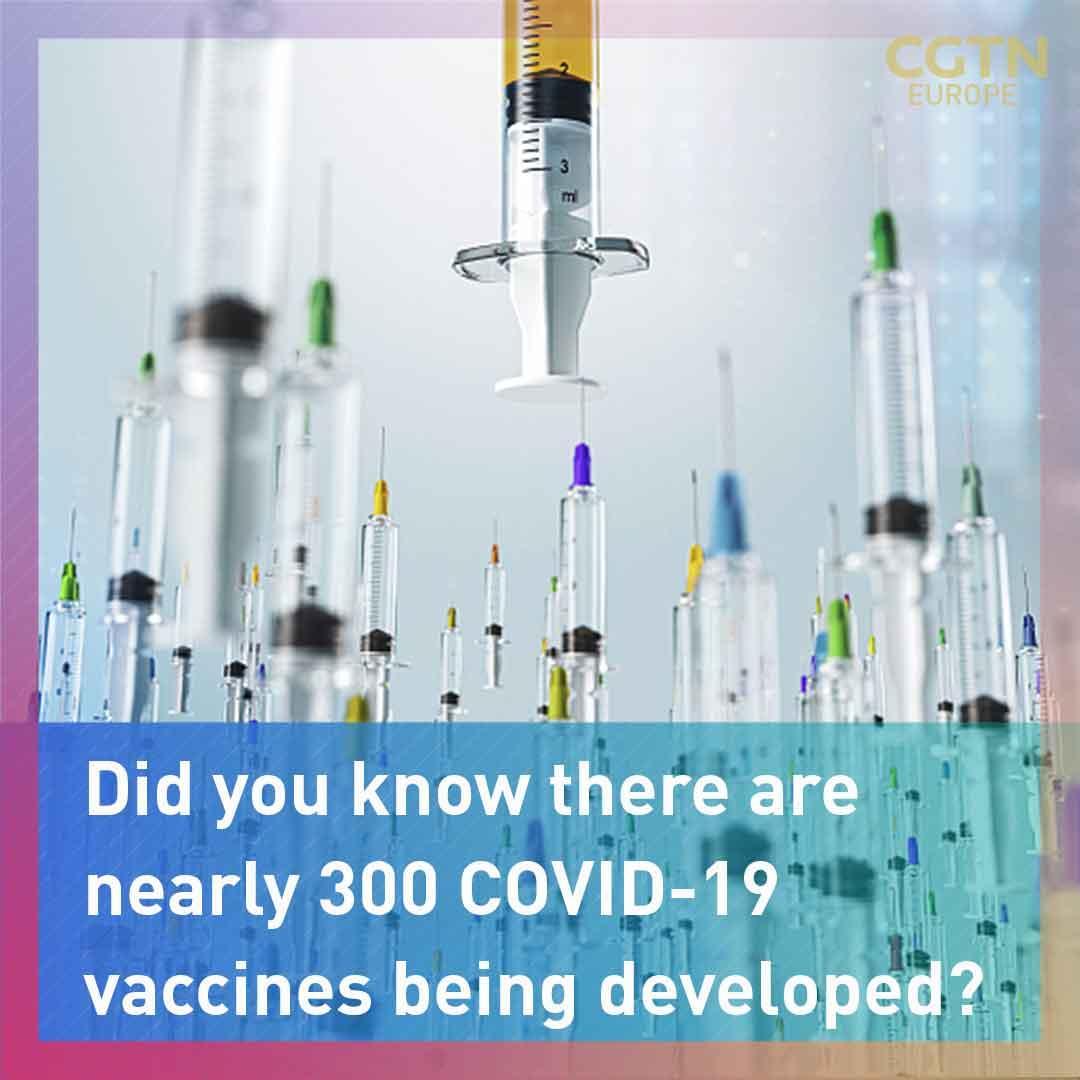 CGTN
EUROPE
2
3
ml
Did you know there are
nearly 300 COVID-19
vaccines being developed?